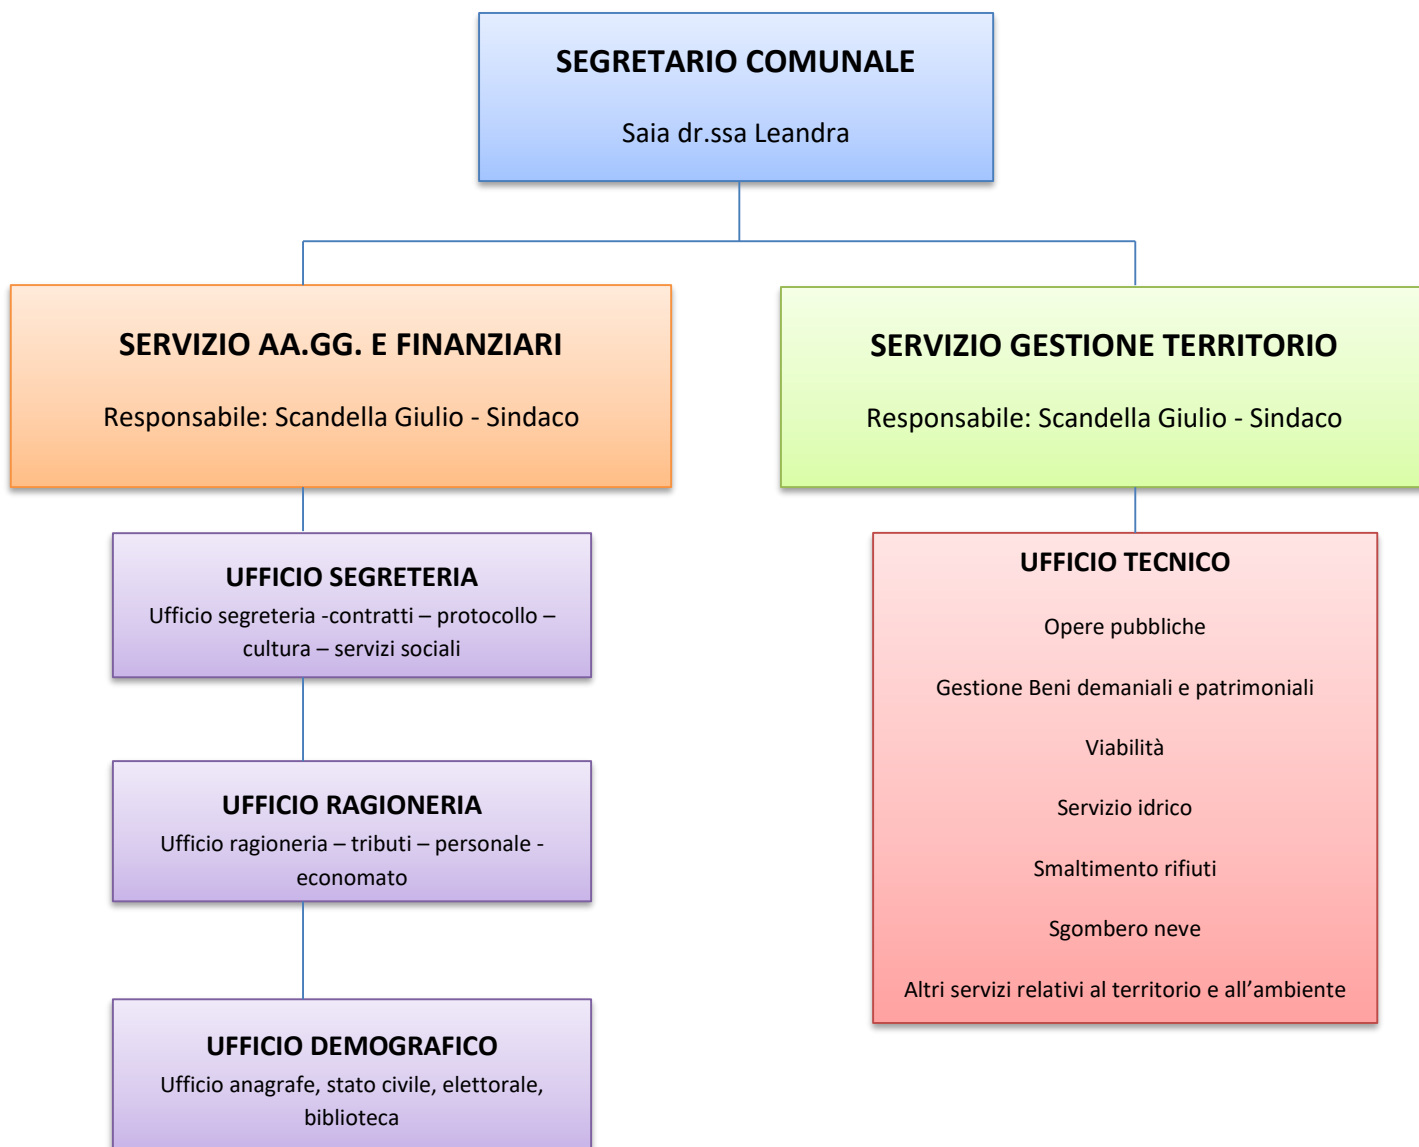 SEGRETARIO COMUNALE
Saia dr.ssa Leandra
SERVIZIO AA.GG. E FINANZIARI
Responsabile: Scandella Giulio - Sindaco
SERVIZIO GESTIONE TERRITORIO
Responsabile: Scandella Giulio - Sindaco
UFFICIO SEGRETERIA
Ufficio segreteria -contratti – protocollo –
cultura – servizi sociali
UFFICIO RAGIONERIA
Ufficio ragioneria – tributi – personale -
economato
UFFICIO DEMOGRAFICO
Ufficio anagrafe, stato civile, elettorale,
biblioteca
UFFICIO TECNICO
Opere pubbliche
Gestione Beni demaniali e patrimoniali
Viabilità
Servizio idrico
Smaltimento rifiuti
Sgombero neve
Altri servizi relativi al territorio e all’ambiente